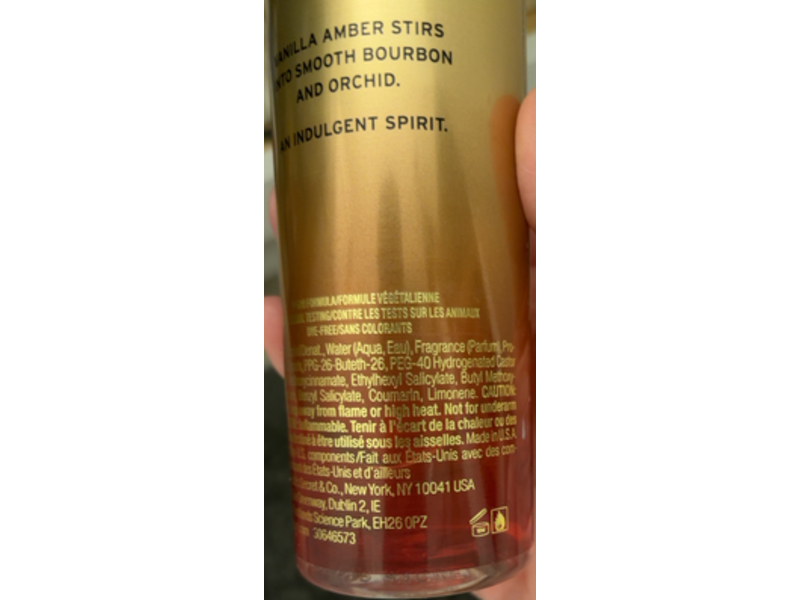 VANILLA AMBER STIRS
INTO SMOOTH BOURBON
AND ORCHID.
AN INDULGENT SPIRIT.
FORMULA/FORMULE VÉGÉTALIENNE
TESTING/CONTRE LES TESTS SUR LES ANIMAUX
DYE-FREE/SANS COLORANTS
Denat., Water (Aqua, Eau), Fragrance (Parfum), Pro-
PPG-26-Buteth-26, PEG-40 Hydrogenated Castor
Ethylhexyl Salicylate, Butyl Methoxy-
Salicylate, Coumarin, Limonene. CAUTION:
away from flame or high heat. Not for underarm
Tenir à l'écart de la chaleur ou des
à être utilisé sous les aisselles. Made in U.S.A.
components/Fait aux États-Unis avec des com-
des États-Unis et d'ailleurs
Secret & Co., New York, NY 10041 USA
Dublin 2, IE
Science Park, EH26 0PZ
30646573